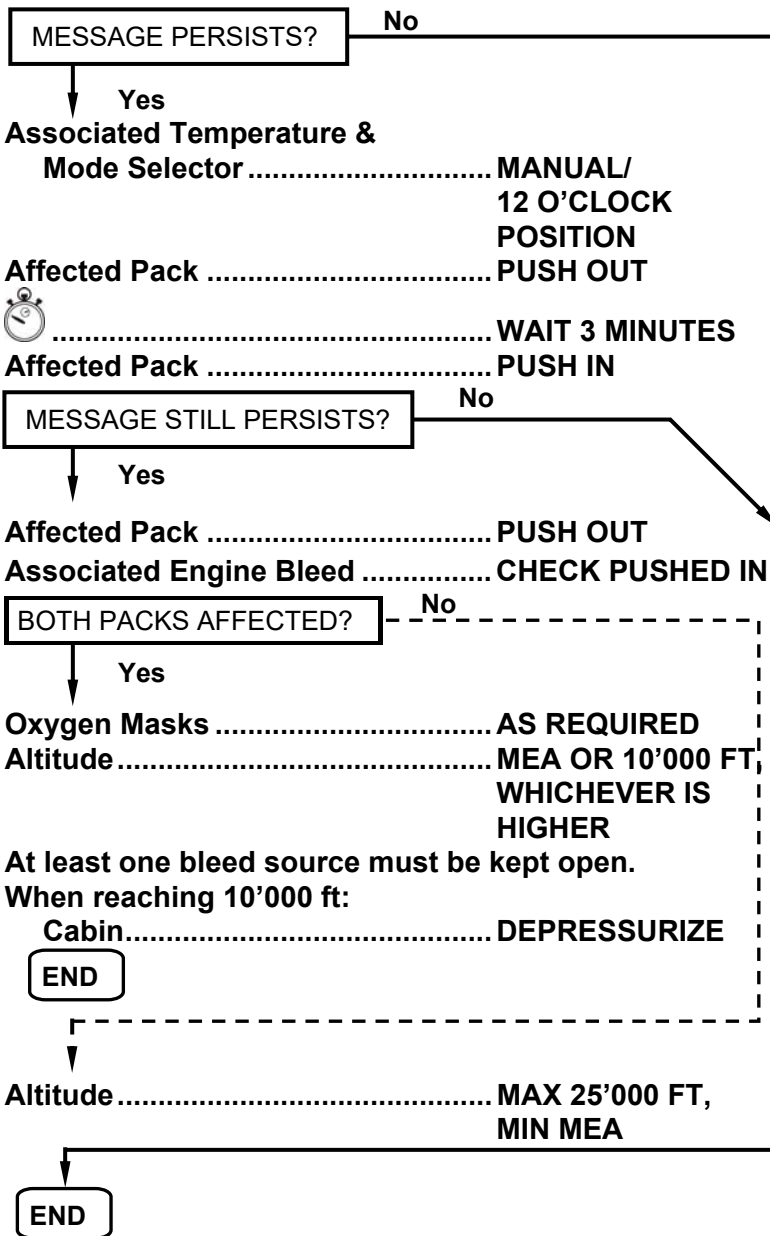 MESSAGE PERSISTS?
No
Yes
Associated Temperature &
Mode Selector ............................. MANUAL/
12 O’CLOCK
POSITION
Affected Pack .................................. PUSH OUT
..................................................... WAIT 3 MINUTES
Affected Pack .................................. PUSH IN
MESSAGE STILL PERSISTS?
No
Yes
Affected Pack .................................. PUSH OUT
Associated Engine Bleed ................ CHECK PUSHED IN
BOTH PACKS AFFECTED?
No
Yes
Oxygen Masks ................................. AS REQUIRED
Altitude ............................................. MEA OR 10’000 FT,
WHICHEVER IS
HIGHER
At least one bleed source must be kept open.
When reaching 10’000 ft:
Cabin ............................................ DEPRESSURIZE
END
Altitude ............................................. MAX 25’000 FT,
MIN MEA
END